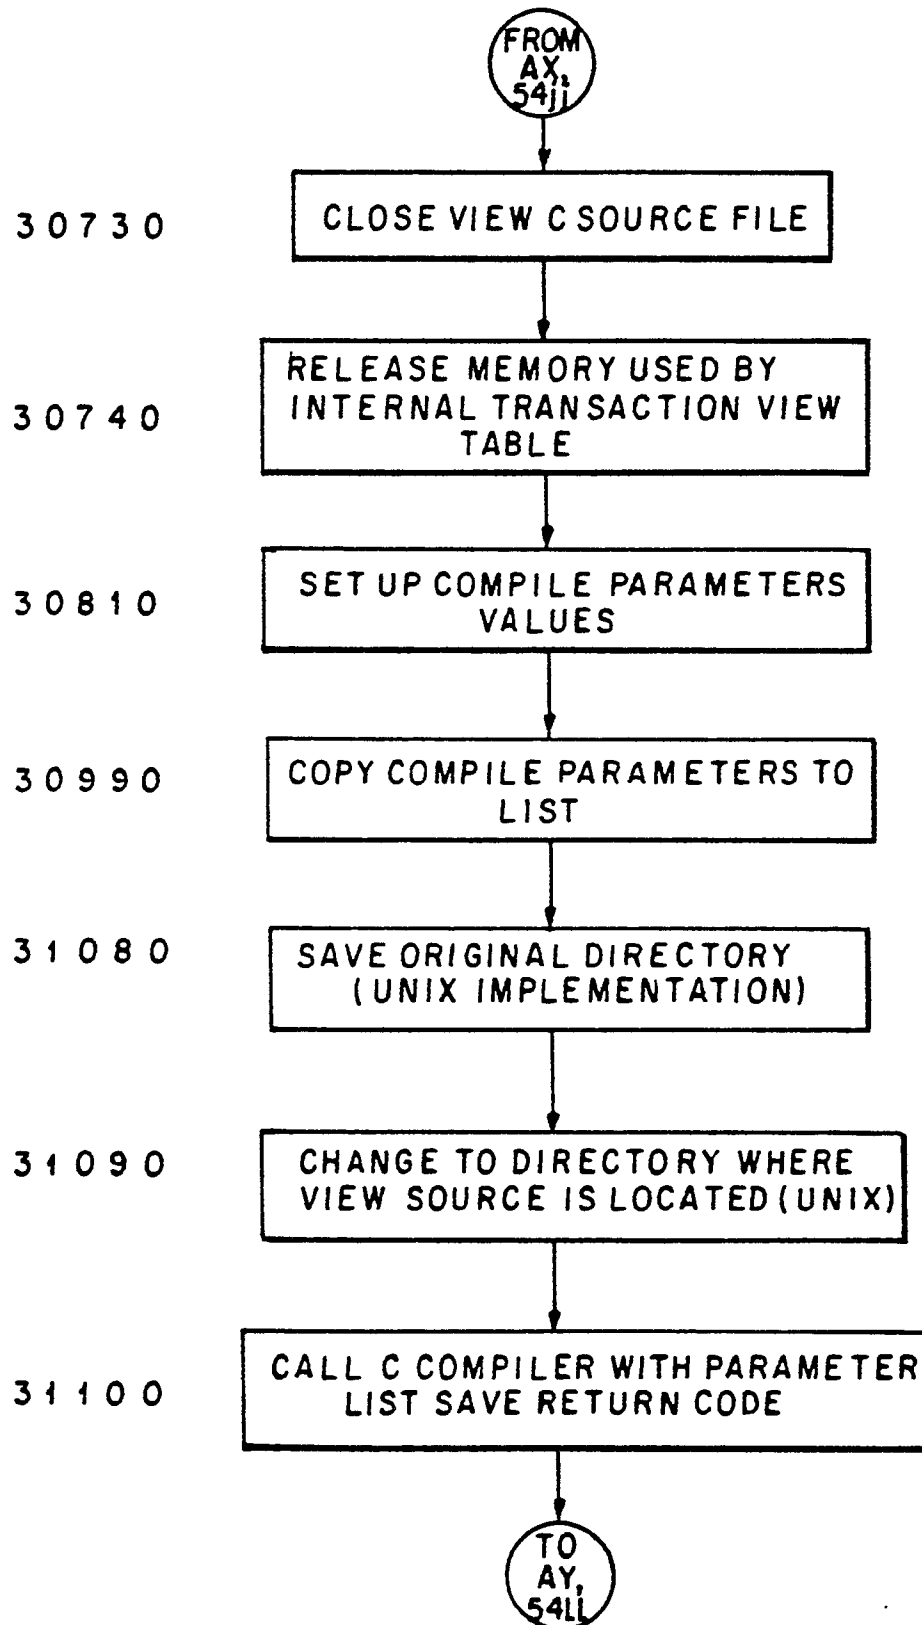 FROM
AX,
54jj
30730
CLOSE VIEW C SOURCE FILE
30740
RELEASE MEMORY USED BY
INTERNAL TRANSACTION VIEW
TABLE
30810
SET UP COMPILE PARAMETERS
VALUES
30990
COPY COMPILE PARAMETERS TO
LIST
31080
SAVE ORIGINAL DIRECTORY
(UNIX IMPLEMENTATION)
31090
CHANGE TO DIRECTORY WHERE
VIEW SOURCE IS LOCATED (UNIX)
31100
CALL C COMPILER WITH PARAMETER
LIST SAVE RETURN CODE
TO
AY,
54LL